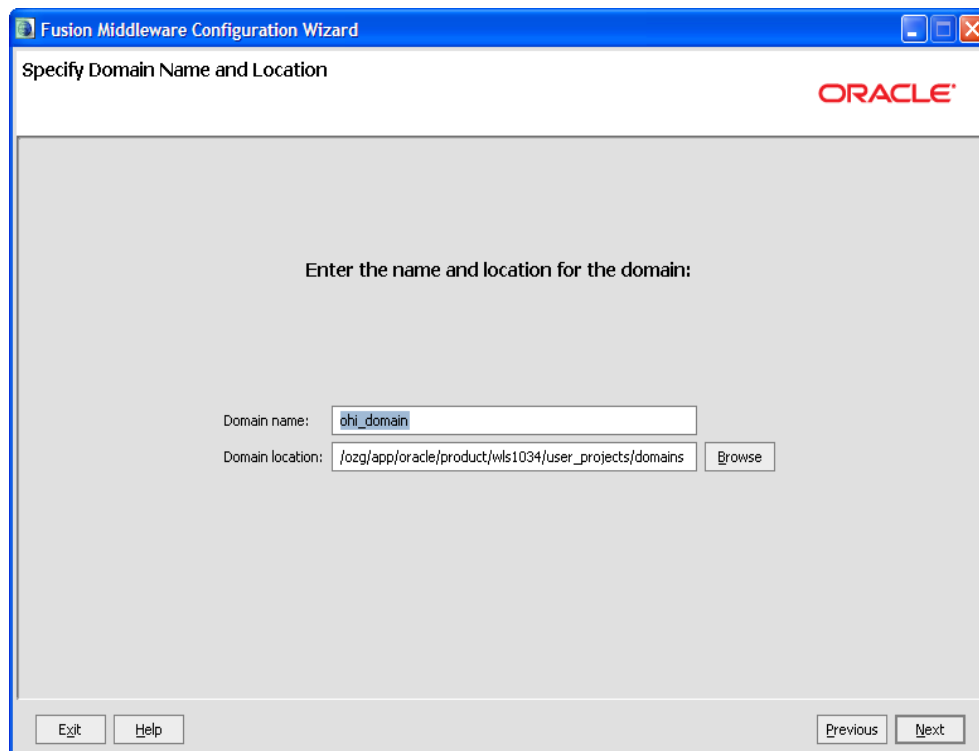 Fusion Middleware Configuration Wizard
Specify Domain Name and Location
ORACLE
Enter the name and location for the domain:
Domain name: ohi_domain
Domain location: /ozg/app/oracle/product/wls1034/user_projects/domains Browse
Exit Help Previous Next